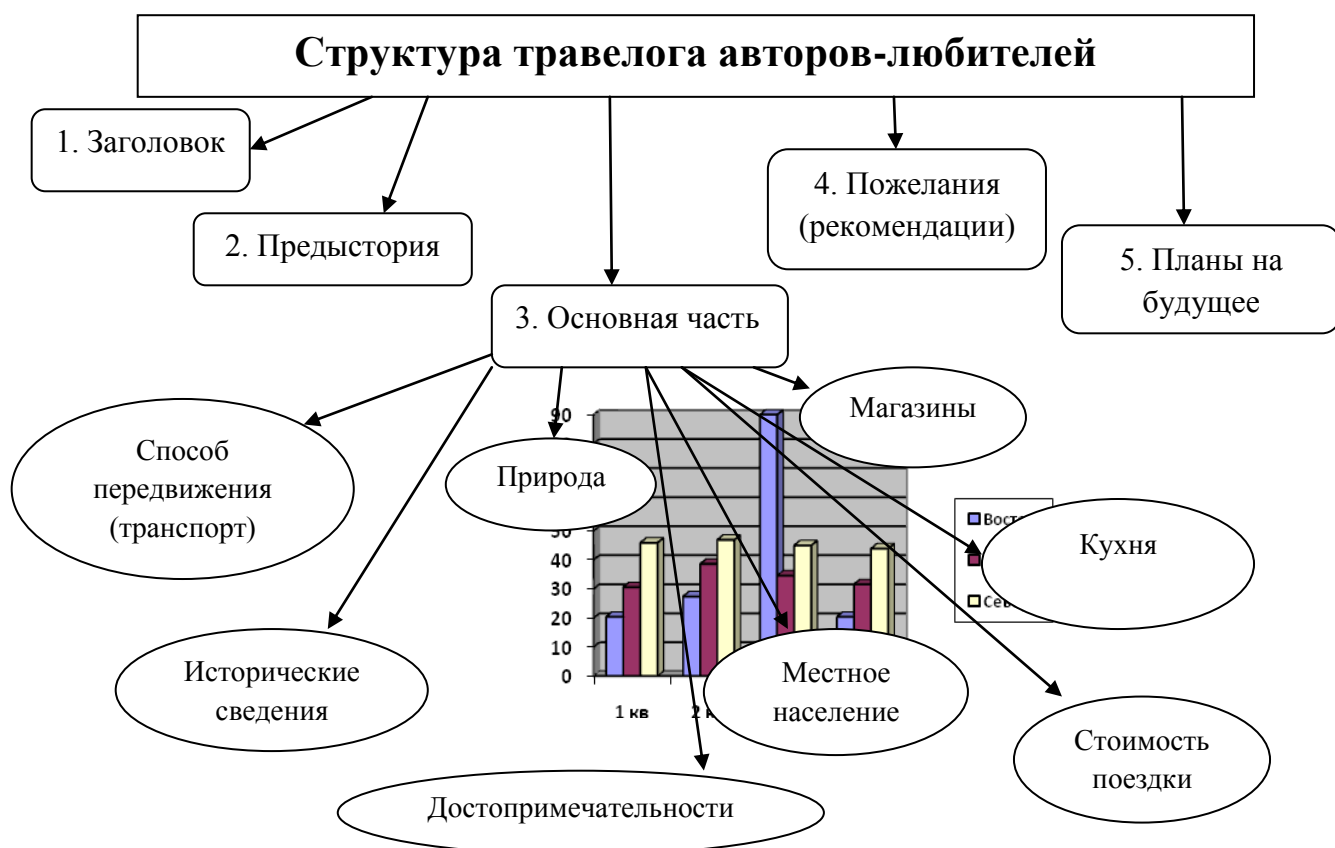 Структура травелога авторов-любителей
1. Заголовок
2. Предыстория
3. Основная часть
4. Пожелания
(рекомендации)
5. Планы на
будущее
Способ
передвижения
(транспорт)
Исторические
сведения
Природа
Достопримечательности
Местное
население
Магазины
Кухня
Стоимость
поездки
90
40
30
20
10
0
1 кв